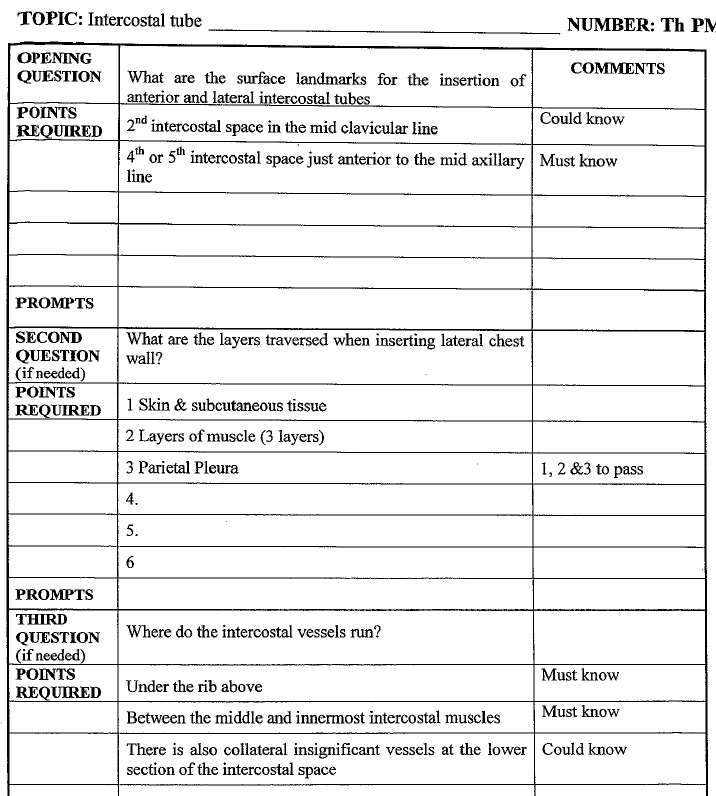 TOPIC: Intercostal tube
NUMBER: Th PM
OPENING QUESTION
What are the surface landmarks for the insertion of anterior and lateral intercostal tubes
COMMENTS
POINTS REQUIRED
2nd intercostal space in the mid clavicular line
Could know
4th or 5th intercostal space just anterior to the mid axillary line
Must know
PROMPTS
SECOND QUESTION (if needed)
What are the layers traversed when inserting lateral chest wall?
POINTS REQUIRED
1 Skin & subcutaneous tissue
2 Layers of muscle (3 layers)
3 Parietal Pleura
1, 2 &3 to pass
4.
5.
6
PROMPTS
THIRD QUESTION (if needed)
Where do the intercostal vessels run?
POINTS REQUIRED
Under the rib above
Must know
Between the middle and innermost intercostal muscles
Must know
There is also collateral insignificant vessels at the lower section of the intercostal space
Could know